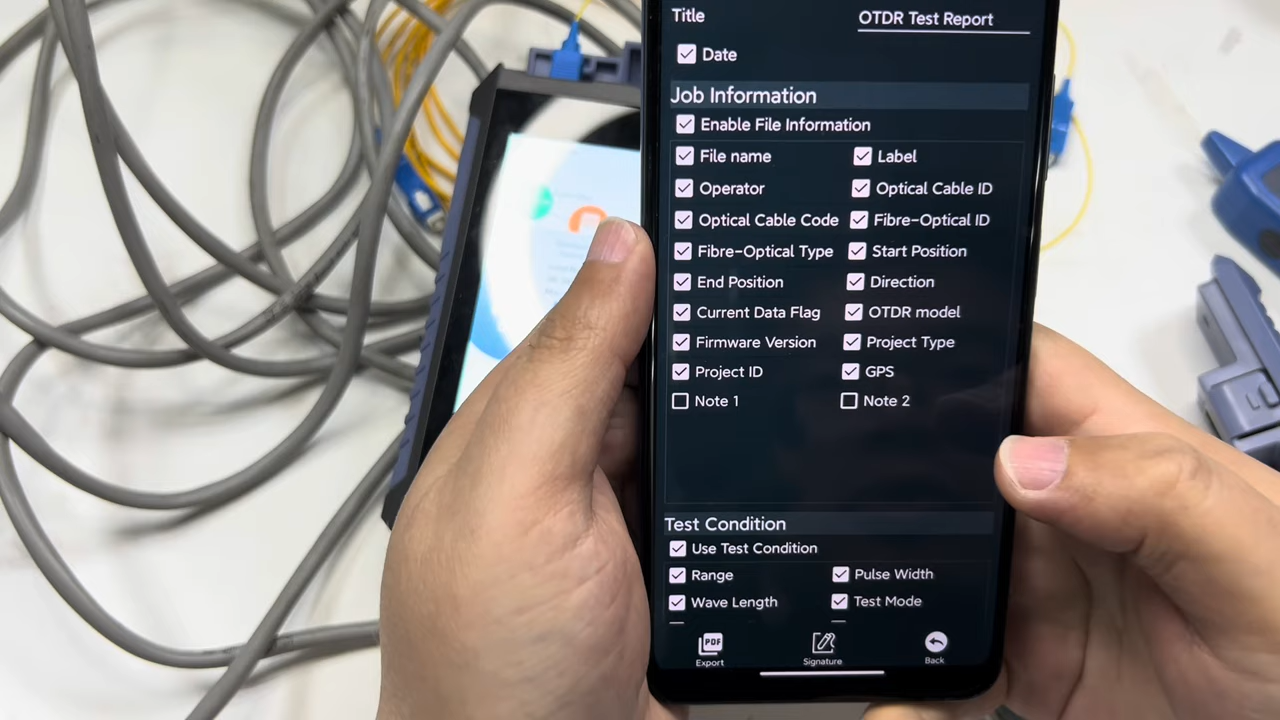 Title OTDR Test Report
Date
Job Information
Enable File Information
File name Label
Operator Optical Cable ID
Optical Cable Code Fibre-Optical ID
Fibre-Optical Type Start Position
End Position Direction
Current Data Flag OTDR model
Firmware Version Project Type
Project ID GPS
Note 1 Note 2
Test Condition
Use Test Condition
Range Pulse Width
Wave Length Test Mode
PDF
Export Signature Back